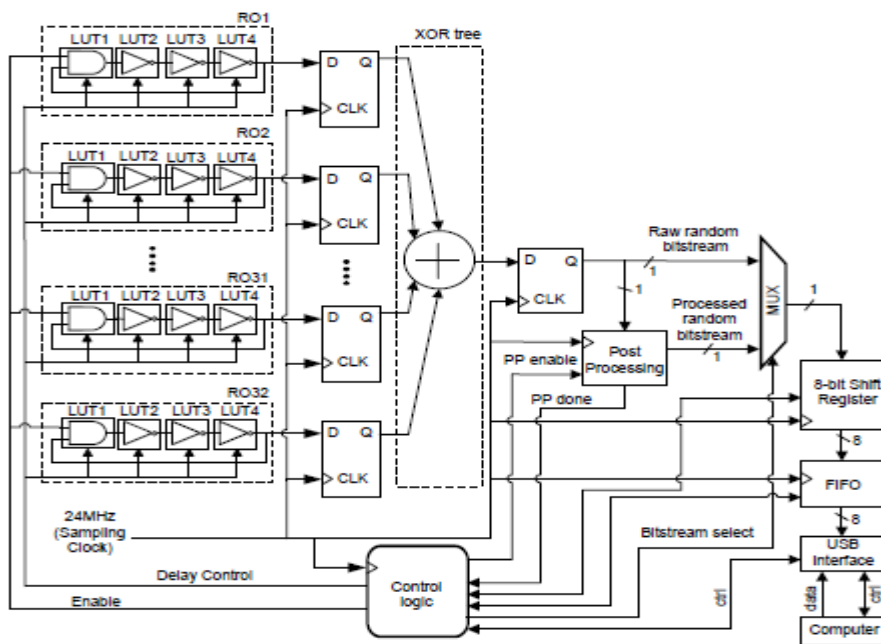 RO1
XOR tree
LUT1 LUT2 LUT3 LUT4
D Q
CLK
RO2
LUT1 LUT2 LUT3 LUT4
D Q
CLK
RO31
LUT1 LUT2 LUT3 LUT4
D Q
CLK
RO32
LUT1 LUT2 LUT3 LUT4
D Q
CLK
D Q
CLK
Raw random
bitstream
1
1
Processed
random
bitstream
1
MUX
1
PP enable
Post
Processing
PP done
8-bit Shift
Register
8
FIFO
8
24MHz
(Sampling
Clock)
Bitstream select
USB
Interface
Delay Control
Control
logic
Enable
ctrl
data
ctrl
Computer